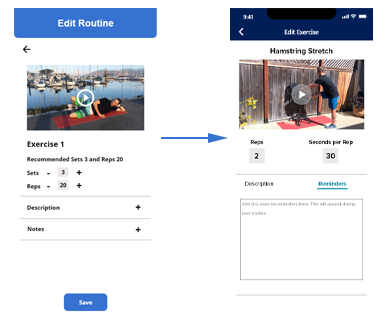 Edit Routine
Exercise 1
Recommended Sets 3 and Reps 20
Sets - 3 +
Reps - 20 +
Description +
Notes +
Save
9:41
Edit Exercise
Hamstring Stretch
Reps Seconds per Rep
2 30
Description Reminders
Add any exercise reminders here. This will appear during
your routine.